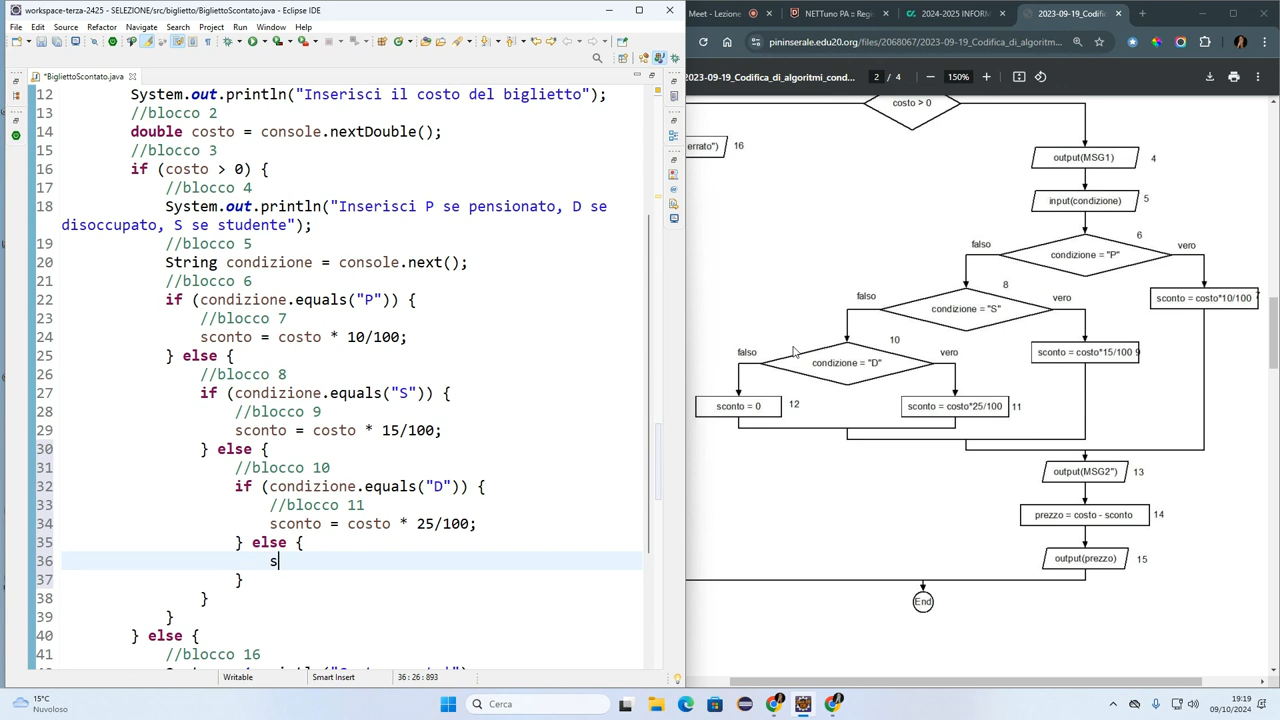 workspace-terza-2425 - SELEZIONE/src/biglietto/BigliettoScontato.java - Eclipse IDE
File Edit Source Refactor Navigate Search Project Run Window Help
*BigliettoScontato.java
12 System.out.println("Inserisci il costo del biglietto");
13 //blocco 2
14 double costo = console.nextDouble();
15 //blocco 3
16 if (costo > 0) {
17 //blocco 4
18 System.out.println("Inserisci P se pensionato, D se
disoccupato, S se studente");
19 //blocco 5
20 String condizione = console.next();
21 //blocco 6
22 if (condizione.equals("P")) {
23 //blocco 7
24 sconto = costo * 10/100;
25 } else {
26 //blocco 8
27 if (condizione.equals("S")) {
28 //blocco 9
29 sconto = costo * 15/100;
30 } else {
31 //blocco 10
32 if (condizione.equals("D")) {
33 //blocco 11
34 sconto = costo * 25/100;
35 } else {
36 s
37 }
38 }
39 }
40 } else {
41 //blocco 16
Writable Smart Insert 36 : 26 : 893
Meet - Lezione NETTuno PA = Regis 2024-2025 INFORM 2023-09-19_Codific
pininserale.edu20.org/files/2068067/2023-09-19_Codifica_di_algoritm...
2023-09-19_Codifica_di_algoritmi_cond... 2 / 4 150%
costo > 0
errato") 16
output(MSG1) 4
input(condizione) 5
6
falso condizione = "P" vero
8
falso condizione = "S" vero
sconto = costo*10/100 7
10
falso condizione = "D" vero
sconto = costo*15/100 9
sconto = 0 12
sconto = costo*25/100 11
output(MSG2") 13
prezzo = costo - sconto 14
output(prezzo) 15
End
15°C
Nuvoloso
Cerca
19:19
09/10/2024